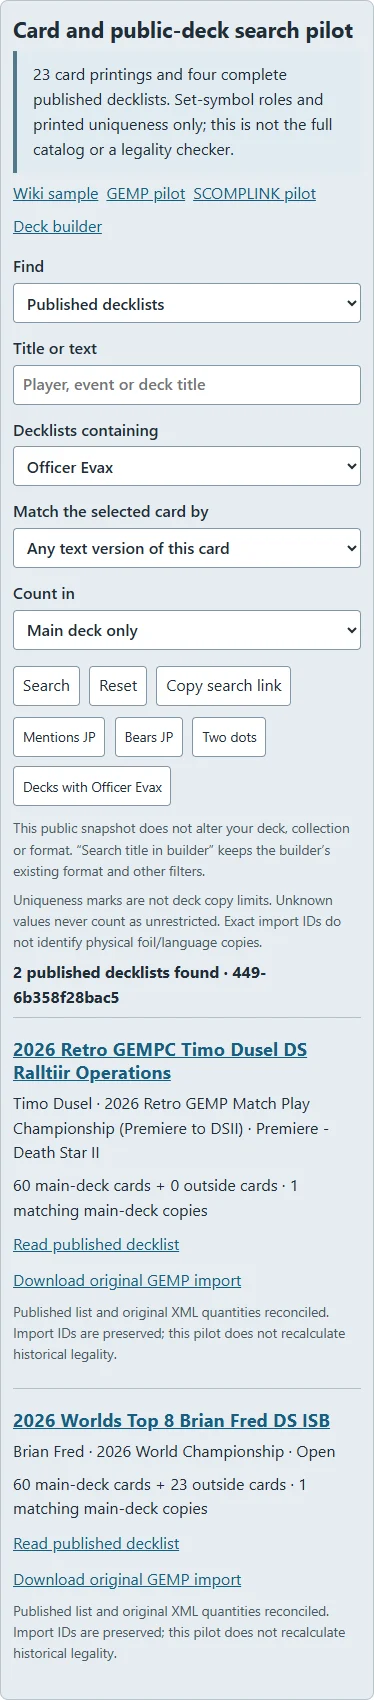 Card and public-deck search pilot
23 card printings and four complete
published decklists. Set-symbol roles and
printed uniqueness only; this is not the full
catalog or a legality checker.
Wiki sample GEMP pilot SCOMPLINK pilot
Deck builder
Find
Published decklists
Title or text
Player, event or deck title
Decklists containing
Officer Evax
Match the selected card by
Any text version of this card
Count in
Main deck only
Search Reset Copy search link
Mentions JP Bears JP Two dots
Decks with Officer Evax
This public snapshot does not alter your deck, collection
or format. “Search title in builder” keeps the builder’s
existing format and other filters.
Uniqueness marks are not deck copy limits. Unknown
values never count as unrestricted. Exact import IDs do
not identify physical foil/language copies.
2 published decklists found · 449-
6b358f28bac5
2026 Retro GEMPC Timo Dusel DS
Ralltiir Operations
Timo Dusel · 2026 Retro GEMP Match Play
Championship (Premiere to DSII) · Premiere -
Death Star II
60 main-deck cards + 0 outside cards · 1
matching main-deck copies
Read published decklist
Download original GEMP import
Published list and original XML quantities reconciled.
Import IDs are preserved; this pilot does not recalculate
historical legality.
2026 Worlds Top 8 Brian Fred DS ISB
Brian Fred · 2026 World Championship · Open
60 main-deck cards + 23 outside cards · 1
matching main-deck copies
Read published decklist
Download original GEMP import
Published list and original XML quantities reconciled.
Import IDs are preserved; this pilot does not recalculate
historical legality.